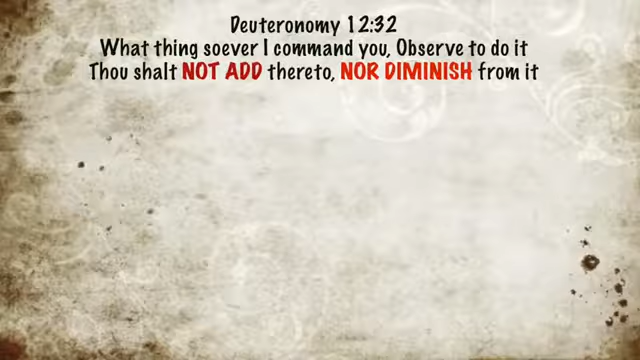 Deuteronomy 12:32
What thing soever I command you, Observe to do it
Thou shalt NOT ADD thereto, NOR DIMINISH from it